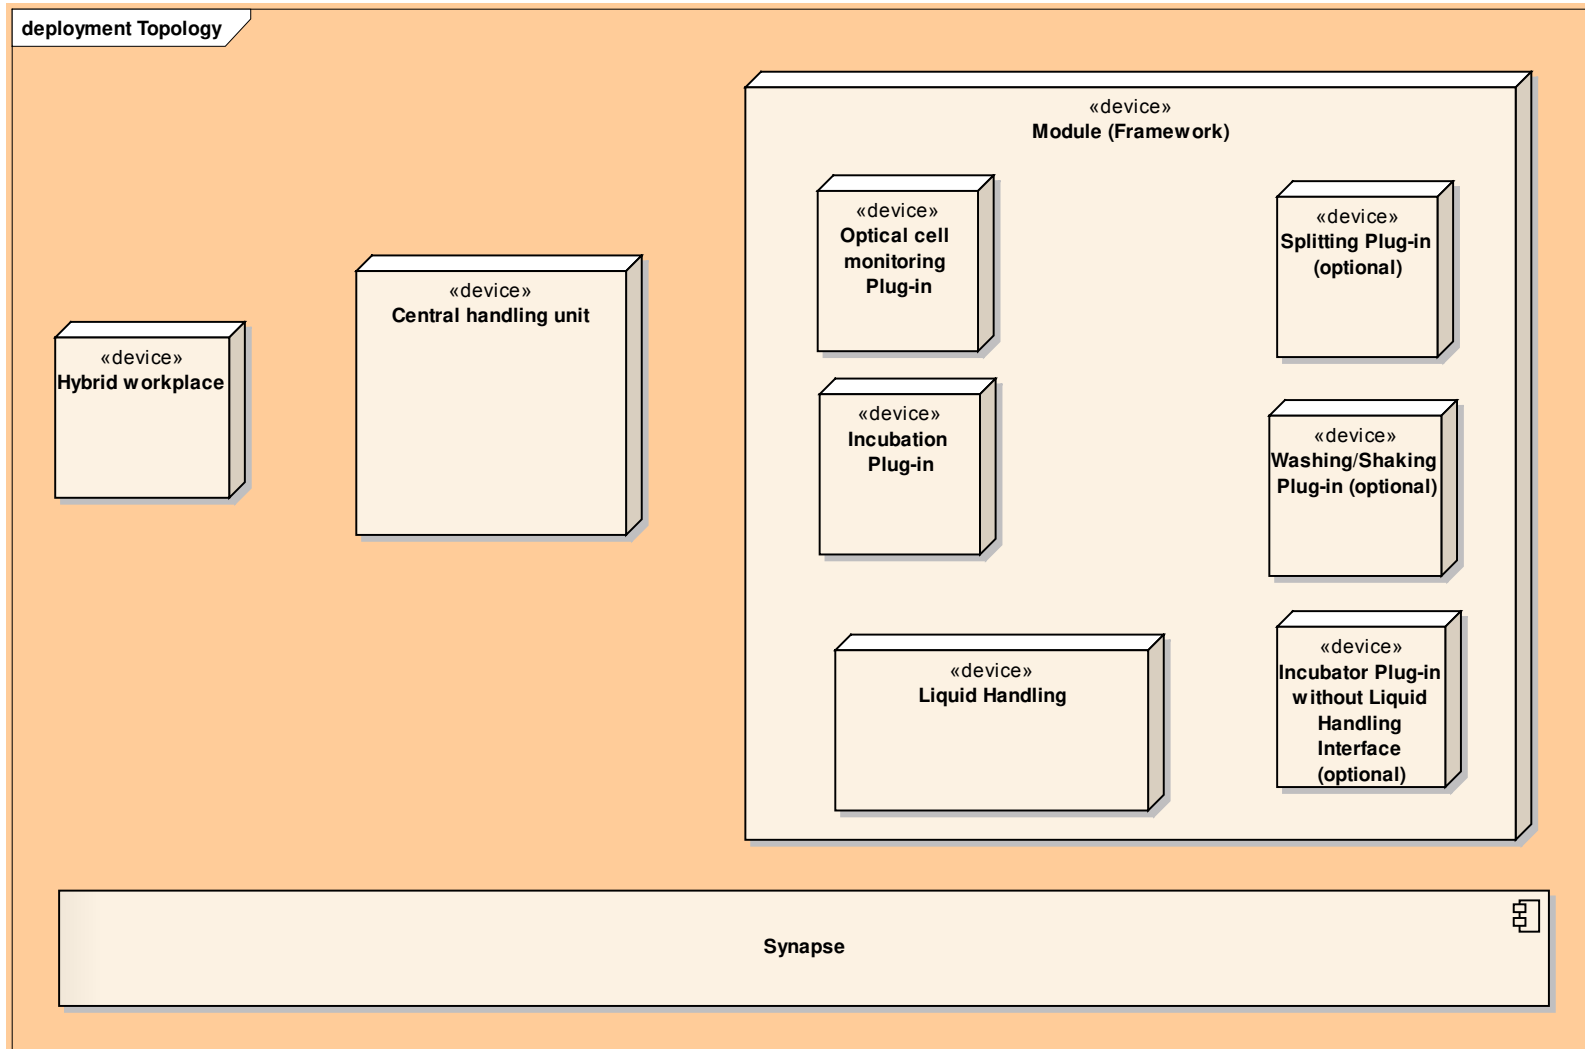 deployment Topology
«device»
Module (Framework)
«device»
Optical cell
monitoring
Plug-in
«device»
Splitting Plug-in
(optional)
«device»
Central handling unit
«device»
Hybrid workplace
«device»
Incubation
Plug-in
«device»
Washing/Shaking
Plug-in (optional)
«device»
Liquid Handling
«device»
Incubator Plug-in
without Liquid
Handling
Interface
(optional)
Synapse